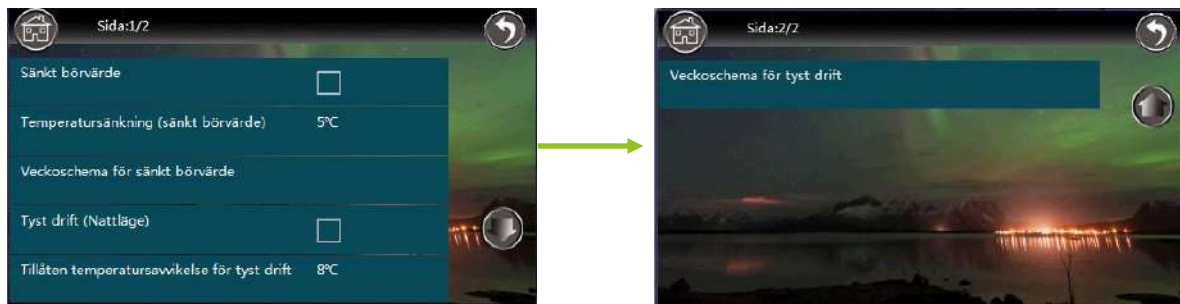 Sida:1/2
Sänkt börvärde
Temperatursänkning (sänkt börvärde) 5°C
Veckoschema för sänkt börvärde
Tyst drift (Nattläge)
Tillåten temperatursavvikelse för tyst drift 8°C
Sida:2/2
Veckoschema för tyst drift